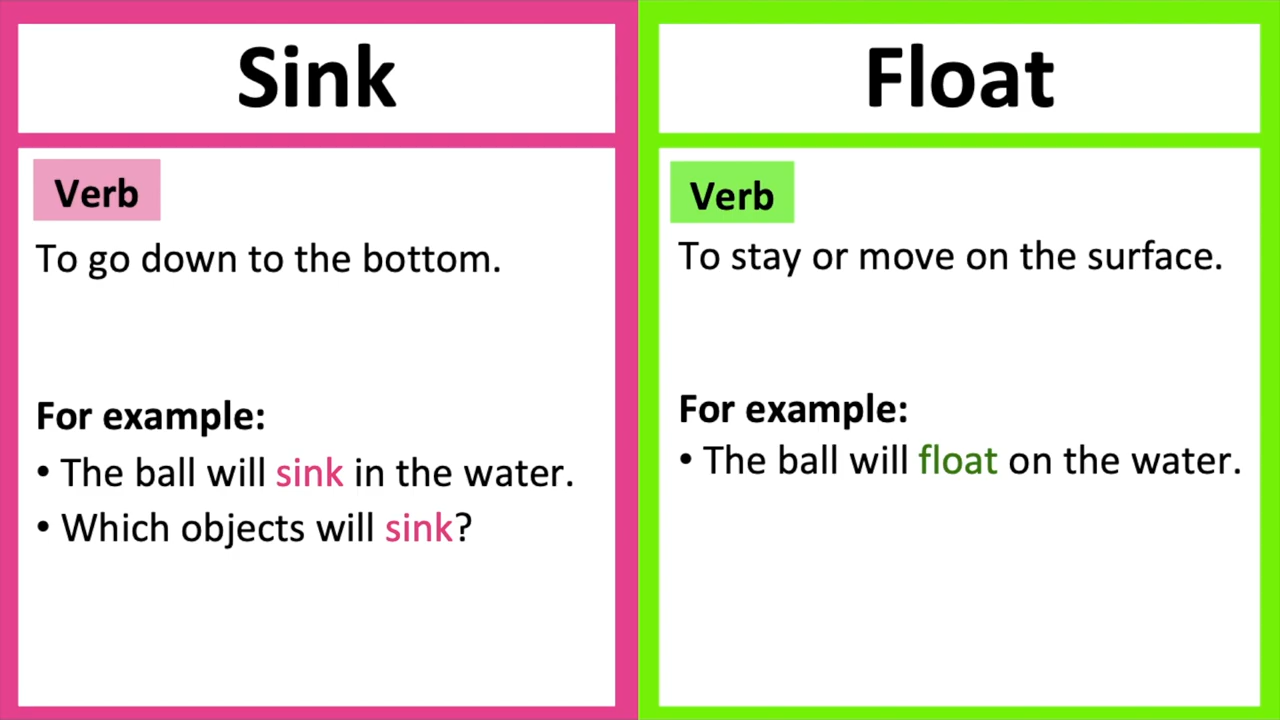 Sink
Verb
To go down to the bottom.
For example:
• The ball will sink in the water.
• Which objects will sink?
Float
Verb
To stay or move on the surface.
For example:
• The ball will float on the water.